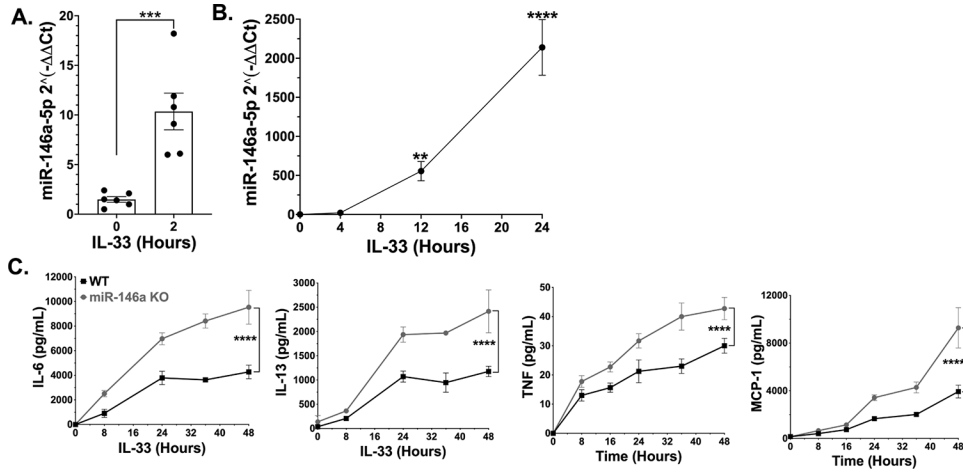 A.
***
miR-146a-5p 2^(-ΔΔCt)
20
15
10
5
0
0 2
IL-33 (Hours)
B.
****
**
miR-146a-5p 2^(-ΔΔCt)
2500
2000
1500
1000
500
0
0 4 8 12 16 20 24
IL-33 (Hours)
C.
WT
miR-146a KO
IL-6 (pg/mL)
12000
10000
8000
6000
4000
2000
0
****
0 8 16 24 32 40 48
IL-33 (Hours)
IL-13 (pg/mL)
3000
2500
2000
1500
1000
500
0
****
0 8 16 24 32 40 48
IL-33 (Hours)
TNF (pg/mL)
50
40
30
20
10
0
****
0 8 16 24 32 40 48
Time (Hours)
MCP-1 (pg/mL)
12000
8000
4000
0
****
0 8 16 24 32 40 48
Time (Hours)